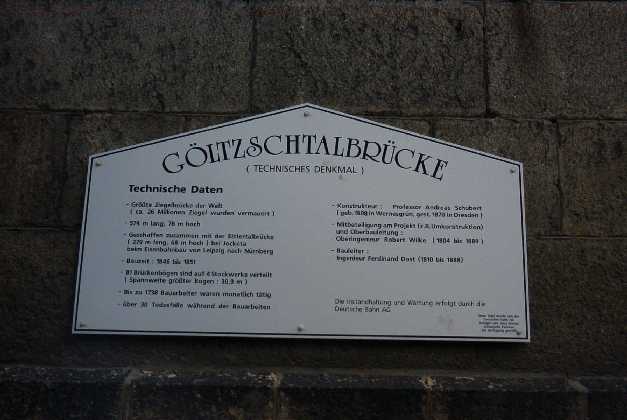 GÖLTZSCHTALBRÜCKE
( TECHNISCHES DENKMAL )
Technische Daten
- Größte Ziegelbrücke der Welt
( ca. 26 Millionen Ziegel wurden vermauert )
- 574 m lang, 78 m hoch
- Geschaffen zusammen mit der Elstertalbrücke
( 279 m lang, 68 m hoch ) bei Jocketa
beim Eisenbahnbau von Leipzig nach Nürnberg
- Bauzeit : 1846 bis 1851
- 81 Brückenbögen sind auf 4 Stockwerke verteilt
( Spannweite größter Bogen : 30,9 m )
- Bis zu 1736 Bauarbeiter waren monatlich tätig
- über 30 Todesfälle während der Bauarbeiten
- Konstrukteur : Professor Andreas Schubert
( geb. 1808 in Wernesgrün, gest. 1870 in Dresden )
- Mitbeteiligung am Projekt (z.B. Umkonstruktion)
und Oberbauleitung :
Oberingenieur Robert Wilke ( 1804 bis 1889 )
- Bauleiter :
Ingenieur Ferdinand Dost (1810 bis 1888)
Die Instandhaltung und Wartung erfolgt durch die
Deutsche Bahn AG